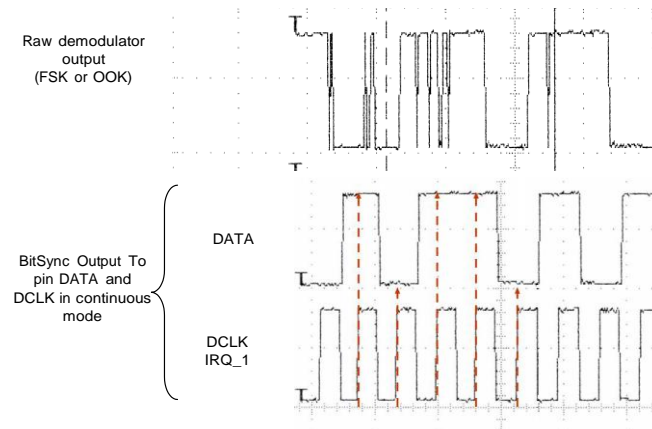 Raw demodulator
output
(FSK or OOK)
DATA
BitSync Output To
pin DATA and
DCLK in continuous
mode
DCLK
IRQ_1